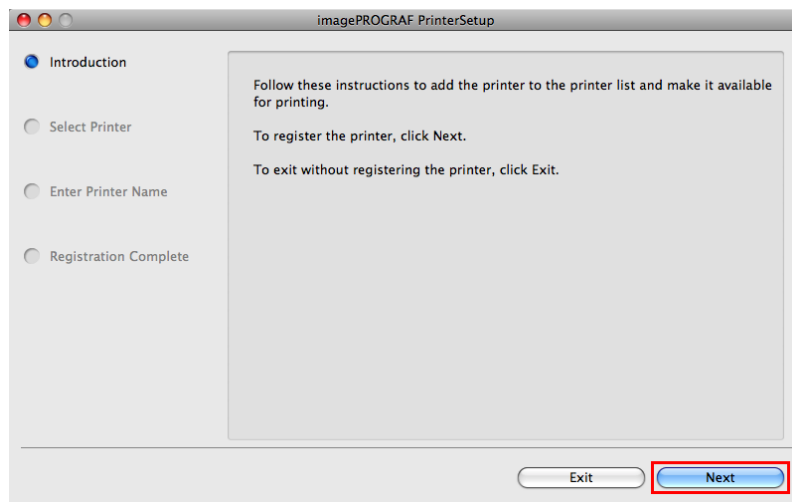 imagePROGRAF PrinterSetup
Introduction
Select Printer
Enter Printer Name
Registration Complete
Follow these instructions to add the printer to the printer list and make it available
for printing.
To register the printer, click Next.
To exit without registering the printer, click Exit.
Exit
Next